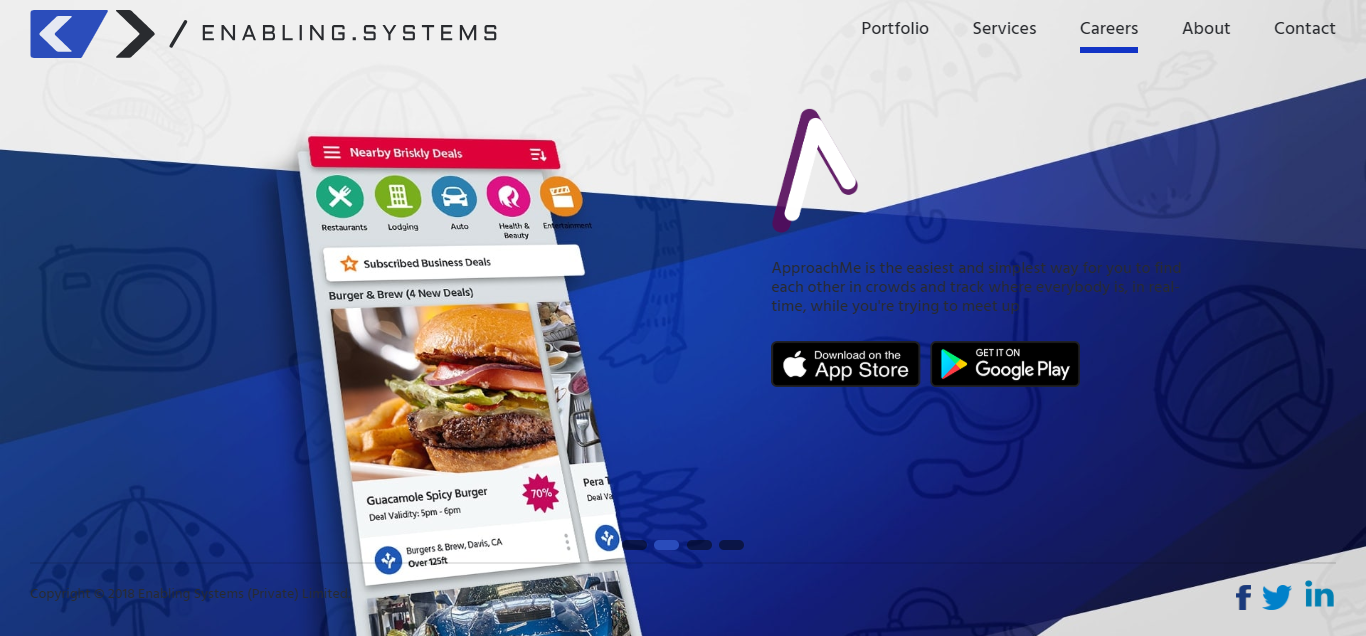 ENABLING.SYSTEMS
Portfolio
Services
Careers
About
Contact
Nearby Briskly Deals
Restaurants
Lodging
Auto
Health &
Beauty
Entertainment
Subscribed Business Deals
Burger & Brew (4 New Deals)
Guacamole Spicy Burger
Deal Validity: 5pm - 6pm
70%
Burgers & Brew, Davis, CA
Over 125ft
Pera
Deal Va
ApproachMe is the easiest and simplest way for you to find
each other in crowds and track where everybody is, in real-
time, while you're trying to meet up.
Download on the
App Store
GET IT ON
Google Play
Copyright © 2018 Enabling Systems (Private) Limited